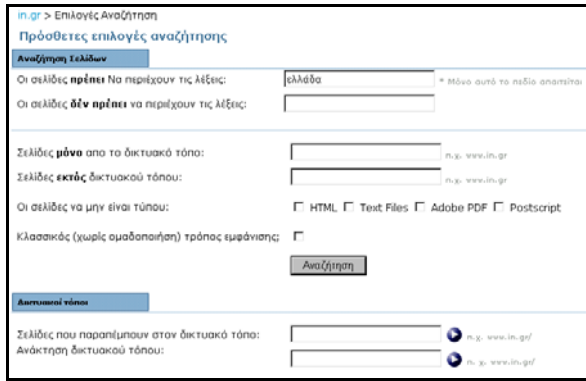 in.gr > Επιλογές Αναζήτηση
Πρόσθετες επιλογές αναζήτησης
Αναζήτηση Σελίδων
Οι σελίδες πρέπει Να περιέχουν τις λέξεις: ελλάδα * Μόνο αυτό το πεδίο απαιτείται
Οι σελίδες δέν πρέπει να περιέχουν τις λέξεις:
Σελίδες μόνο απο το δικτυακό τόπο: π.χ. www.in.gr
Σελίδες εκτός δικτυακού τόπου: π.χ. www.in.gr
Οι σελίδες να μην είναι τύπου: HTML Text Files Adobe PDF Postscript
Κλασσικός (χωρίς ομαδοποιήση) τρόπος εμφάνισης;
Αναζήτηση
Δικτυακοί τόποι
Σελίδες που παραπέμπουν στον δικτυακό τόπο: π.χ. www.in.gr/
Ανάκτηση δικτυακού τόπου: π. χ. www.in.gr/